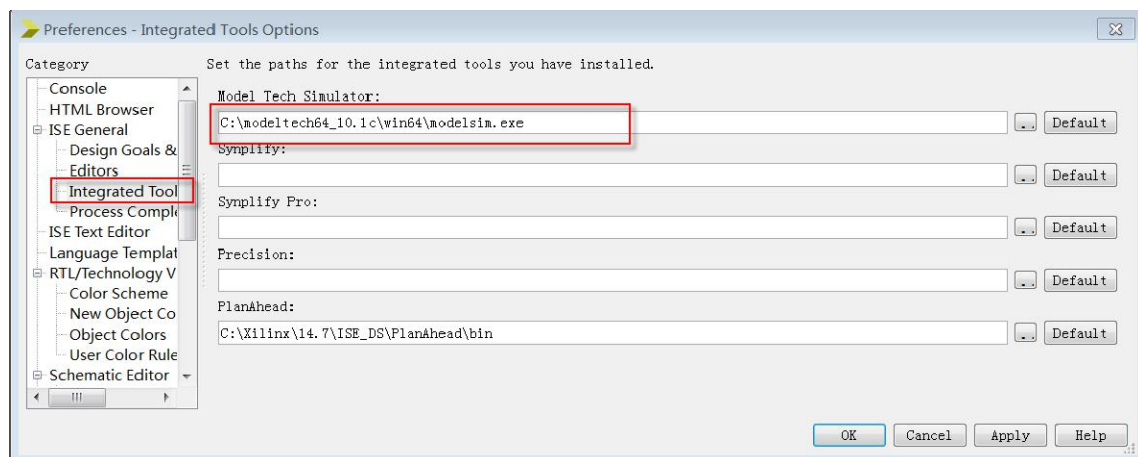 Preferences - Integrated Tools Options
Category
Set the paths for the integrated tools you have installed.
Console
HTML Browser
ISE General
Design Goals &
Editors
Integrated Tool
Process Comple
ISE Text Editor
Language Templat
RTL/Technology V
Color Scheme
New Object Co
Object Colors
User Color Rule
Schematic Editor
Model Tech Simulator:
C:\modeltech64_10.1c\win64\modelsim.exe
.. Default
Synplify:
.. Default
Synplify Pro:
.. Default
Precision:
.. Default
PlanAhead:
C:\Xilinx\14.7\ISE_DS\PlanAhead\bin
.. Default
OK Cancel Apply Help